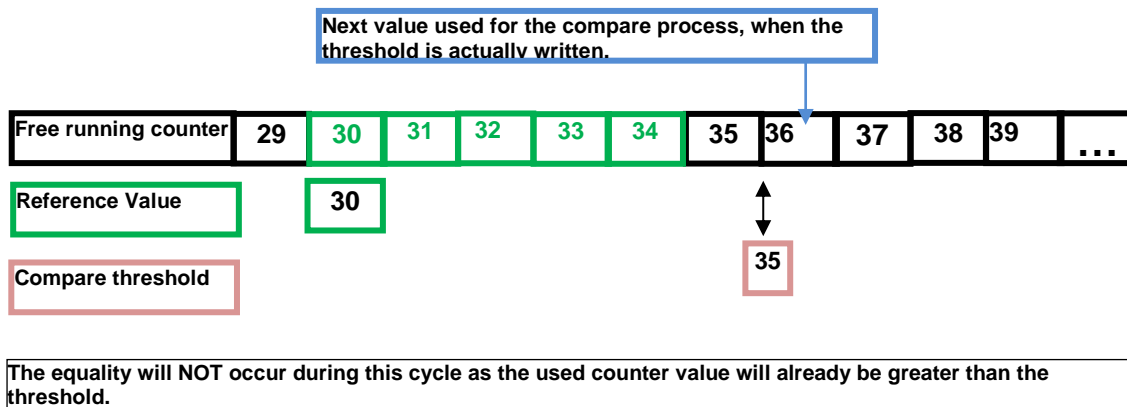 Next value used for the compare process, when the
threshold is actually written.
Free running counter 29 30 31 32 33 34 35 36 37 38 39 ...
Reference Value 30
35
Compare threshold
The equality will NOT occur during this cycle as the used counter value will already be greater than the
threshold.